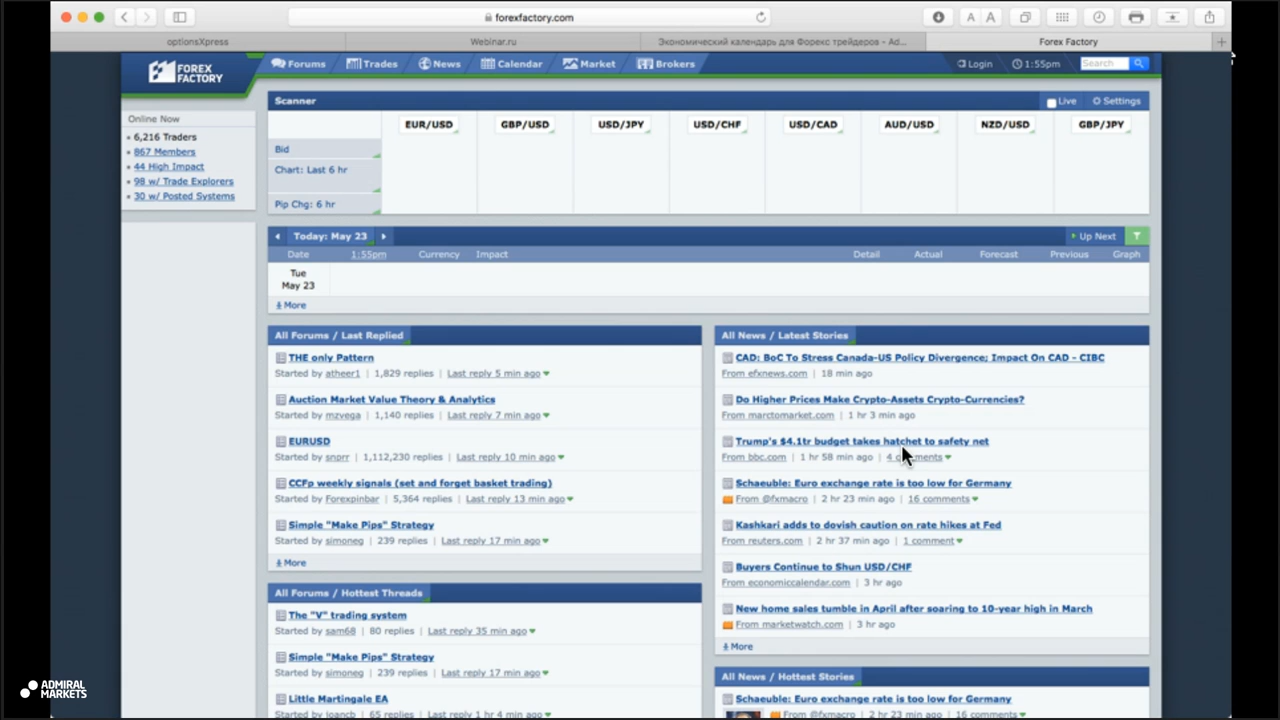 forexfactory.com
A A
optionsXpress
Webinar.ru
Экономический календарь для Форекс трейдеров - Ad...
Forex Factory
FOREX
FACTORY
Forums
Trades
News
Calendar
Market
Brokers
Login
1:55pm
Search
Online Now
6,216 Traders
867 Members
44 High Impact
98 w/ Trade Explorers
30 w/ Posted Systems
Scanner
Live
Settings
EUR/USD GBP/USD USD/JPY USD/CHF USD/CAD AUD/USD NZD/USD GBP/JPY
Bid
Chart: Last 6 hr
Pip Chg: 6 hr
Today: May 23
Up Next
Date 1:55pm Currency Impact Detail Actual Forecast Previous Graph
Tue
May 23
More
All Forums / Last Replied
THE only Pattern
Started by atheer1 | 1,829 replies | Last reply 5 min ago
Auction Market Value Theory & Analytics
Started by mzvega | 1,140 replies | Last reply 7 min ago
EURUSD
Started by snprr | 1,112,230 replies | Last reply 10 min ago
CCFp weekly signals (set and forget basket trading)
Started by Forexpinbar | 5,364 replies | Last reply 13 min ago
Simple "Make Pips" Strategy
Started by simoneg | 239 replies | Last reply 17 min ago
More
All Forums / Hottest Threads
The "V" trading system
Started by sam68 | 80 replies | Last reply 35 min ago
Simple "Make Pips" Strategy
Started by simoneg | 239 replies | Last reply 17 min ago
Little Martingale EA
Started by joancb | 65 replies | Last reply 1 hr 4 min ago
All News / Latest Stories
CAD: BoC To Stress Canada-US Policy Divergence; Impact On CAD - CIBC
From efxnews.com | 18 min ago
Do Higher Prices Make Crypto-Assets Crypto-Currencies?
From marctomarket.com | 1 hr 3 min ago
Trump's $4.1tr budget takes hatchet to safety net
From bbc.com | 1 hr 58 min ago | 4 comments
Schaeuble: Euro exchange rate is too low for Germany
From @fxmacro | 2 hr 23 min ago | 16 comments
Kashkari adds to dovish caution on rate hikes at Fed
From reuters.com | 2 hr 37 min ago | 1 comment
Buyers Continue to Shun USD/CHF
From economiccalendar.com | 3 hr ago
New home sales tumble in April after soaring to 10-year high in March
From marketwatch.com | 3 hr ago
More
All News / Hottest Stories
Schaeuble: Euro exchange rate is too low for Germany
From @fxmacro | 2 hr 23 min ago | 16 comments
ADMIRAL
MARKETS